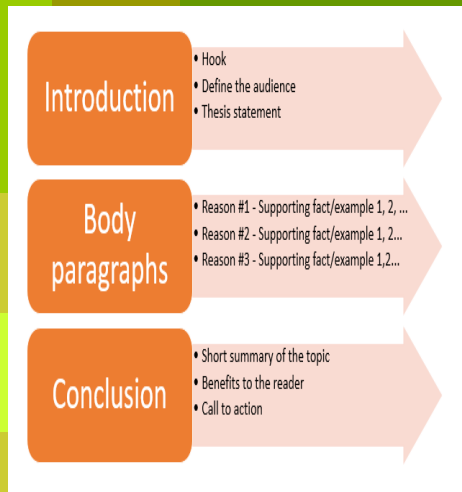 Introduction
• Hook
• Define the audience
• Thesis statement
Body
paragraphs
• Reason #1 - Supporting fact/example 1, 2, ...
• Reason #2 - Supporting fact/example 1, 2...
• Reason #3 - Supporting fact/example 1,2...
Conclusion
• Short summary of the topic
• Benefits to the reader
• Call to action